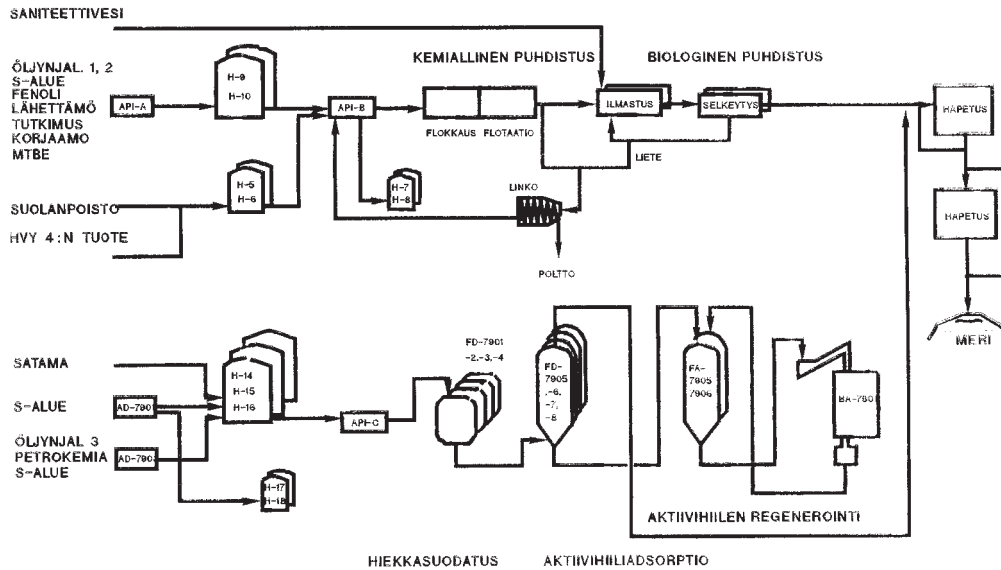 SANITEETTIVESI
KEMIALLINEN PUHDISTUS
BIOLOGINEN PUHDISTUS
ÖLJYNJAL. 1, 2
S-ALUE
FENOLI
LÄHETTÄMÖ
TUTKIMUS
KORJAAMO
MTBE
API-A
H-9
H-10
API-B
FLOKKAUS
FLOTAATIO
ILMASTUS
SELKEYTYS
HAPETUS
LIETE
H-5
H-6
H-7
H-8
LINKO
SUOLANPOISTO
HVY 4:N TUOTE
HAPETUS
POLTTO
MERI
SATAMA
S-ALUE
AD-790
ÖLJYNJAL 3
PETROKEMIA
S-ALUE
AD-790
H-14
H-15
H-16
H-17
H-18
API-C
FD-7901
-2,-3,-4
FD-
7905
,-6,
-7,
-8
FA-
7905
7906
BA-790
AKTIIVIHIILEN REGENEROINTI
HIEKKASUODATUS
AKTIIVIHIILIADSORPTIO